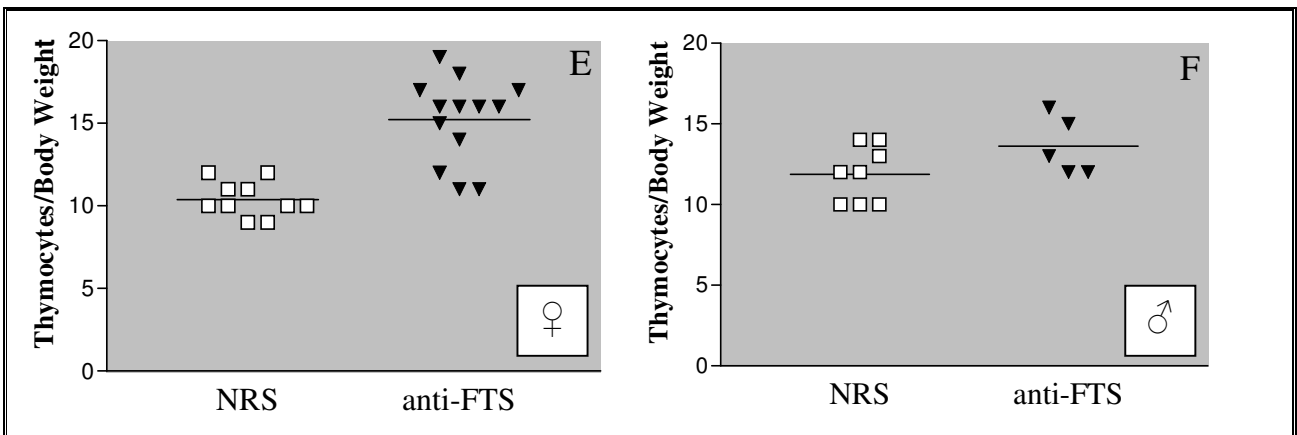 Thymocytes/Body Weight
20
15
10
5
0
E
♀
NRS
anti-FTS
Thymocytes/Body Weight
20
15
10
5
0
F
♂
NRS
anti-FTS